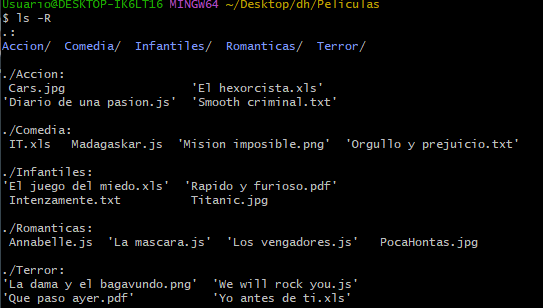 Usuario@DESKTOP-IK6LT16 MINGW64 ~/Desktop/dh/Peliculas
$ ls -R
.:
Accion/  Comedia/  Infantiles/  Romanticas/  Terror/

./Accion:
 Cars.jpg                'El hexorcista.xls'
'Diario de una pasion.js'  'Smooth criminal.txt'

./Comedia:
 IT.xls   Madagaskar.js  'Mision imposible.png'  'Orgullo y prejuicio.txt'

./Infantiles:
'El juego del miedo.xls'  'Rapido y furioso.pdf'
 Intenzamente.txt          Titanic.jpg

./Romanticas:
 Annabelle.js  'La mascara.js'  'Los vengadores.js'   PocaHontas.jpg

./Terror:
'La dama y el bagavundo.png'  'We will rock you.js'
'Que paso ayer.pdf'           'Yo antes de ti.xls'